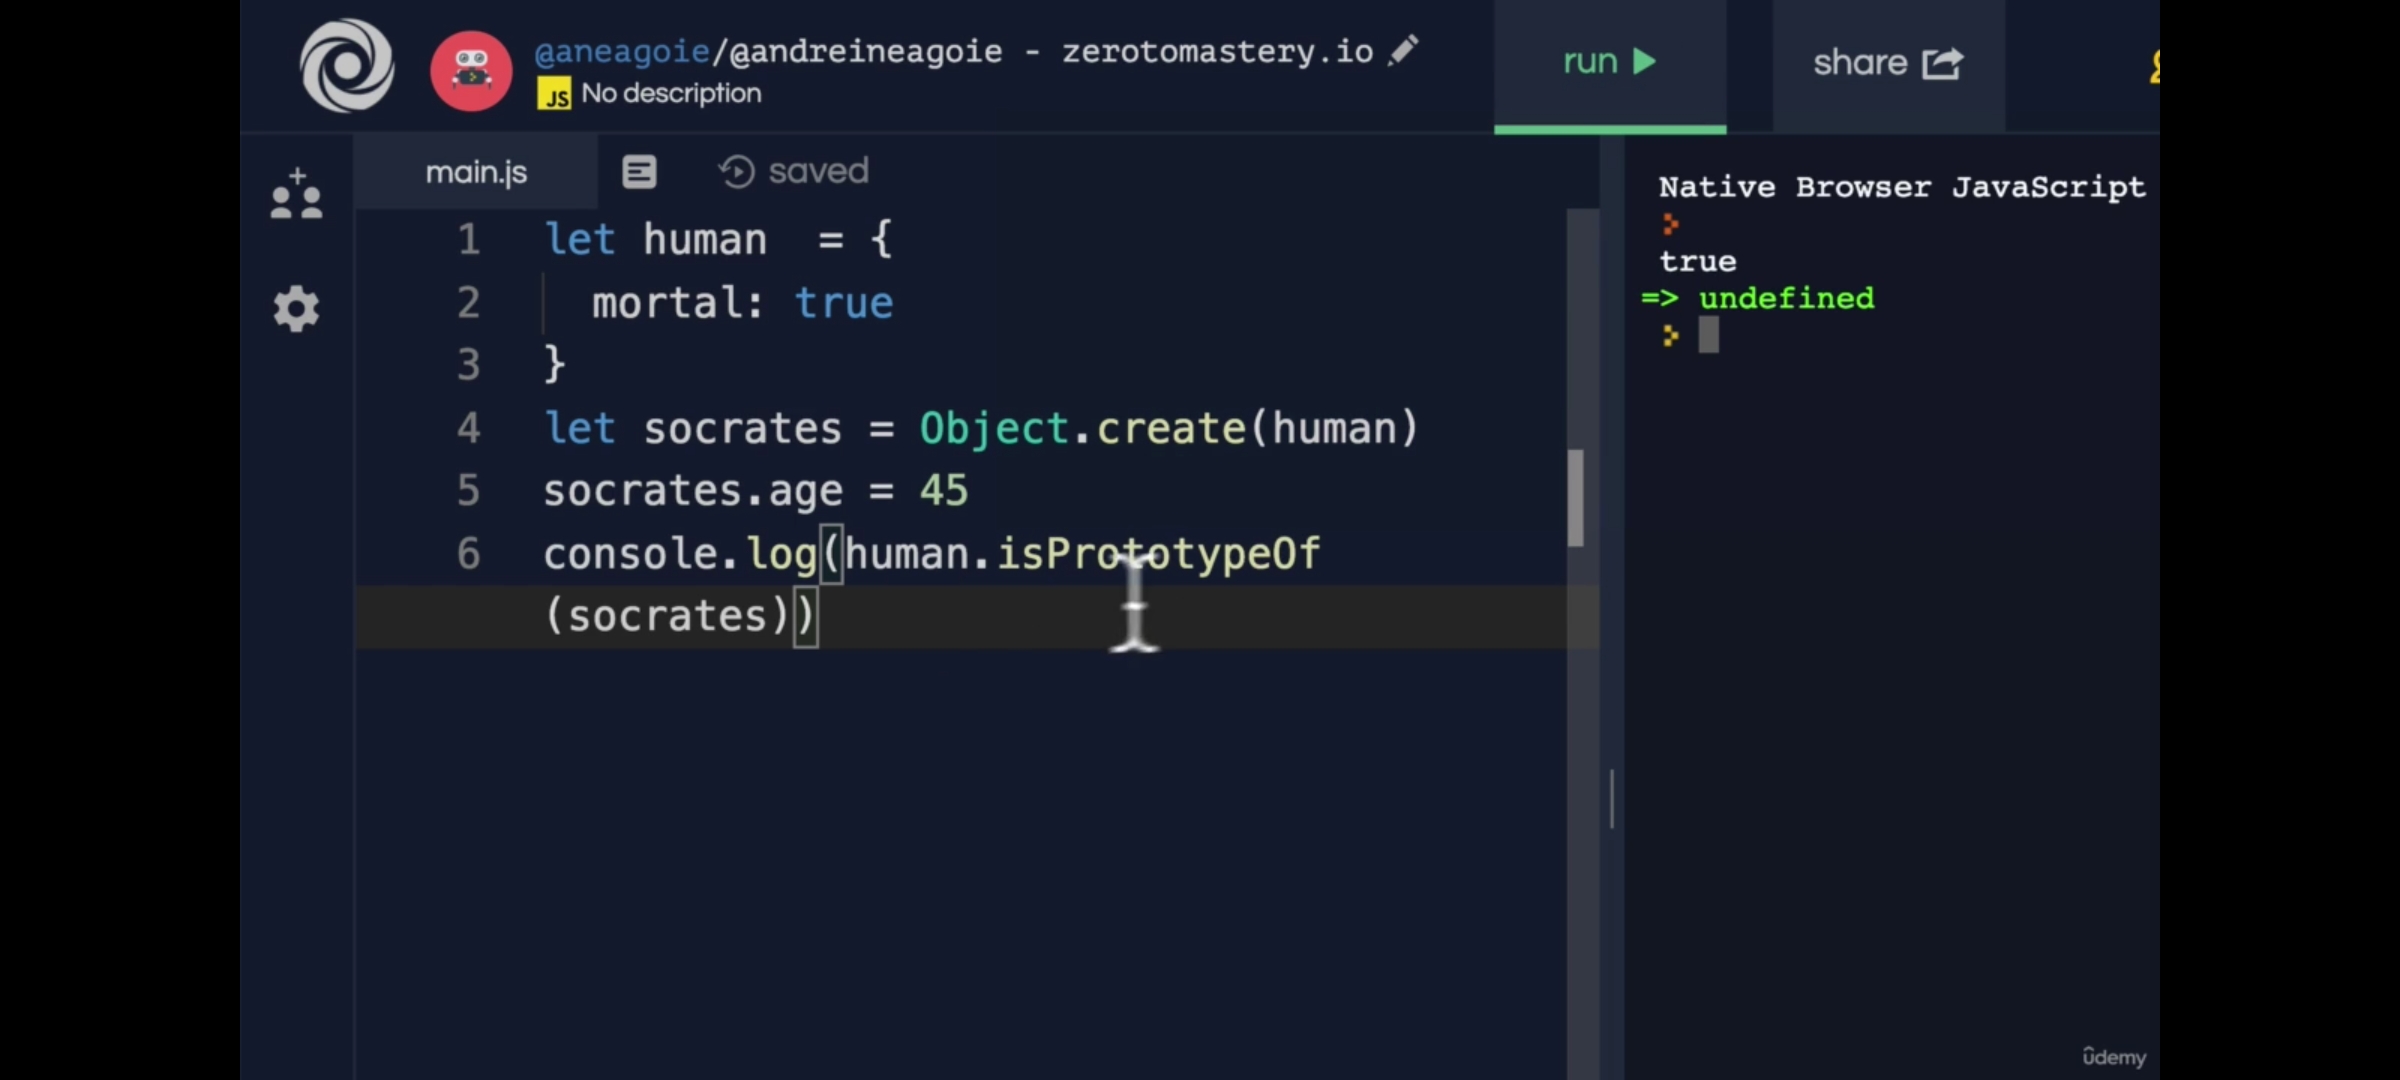 @aneagoie/@andreineagoie - zerotomastery.io
run
share
JS No description
main.js
saved
1 let human  = {
2 mortal: true
3 }
4 let socrates = Object.create(human)
5 socrates.age = 45
6 console.log(human.isPrototypeOf
(socrates))
Native Browser JavaScript
true
=> undefined
ûdemy